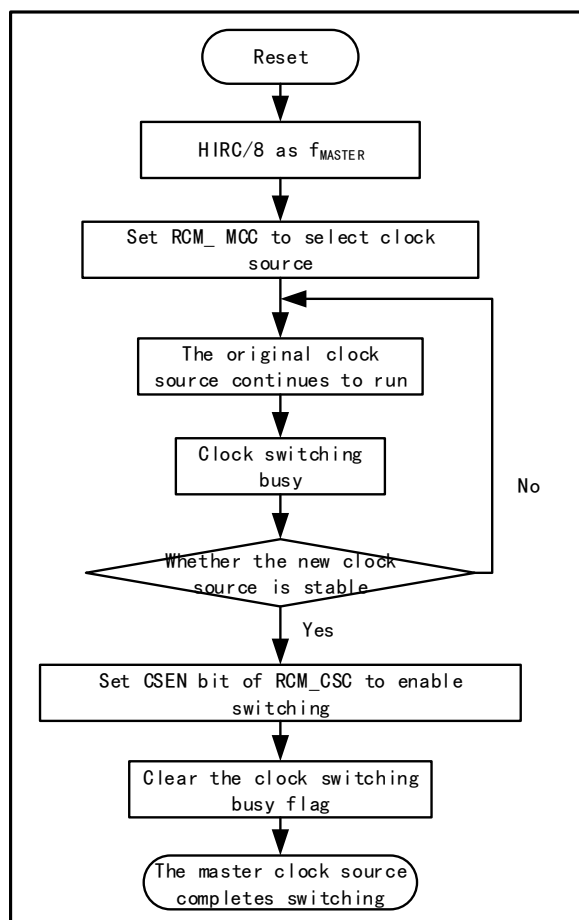 Reset
HIRC/8 as fMASTER
Set RCM_ MCC to select clock
source
The original clock
source continues to run
Clock switching
busy
No
Whether the new clock
source is stable
Yes
Set CSEN bit of RCM_CSC to enable
switching
Clear the clock switching
busy flag
The master clock source
completes switching